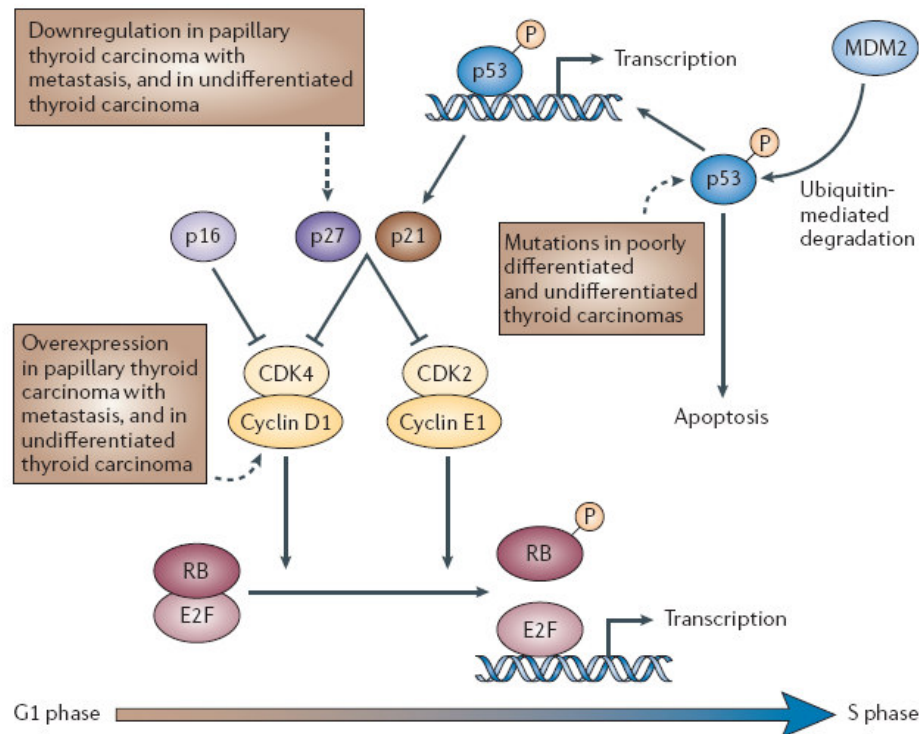 Downregulation in papillary
thyroid carcinoma with
metastasis, and in undifferentiated
thyroid carcinoma
P
p53
Transcription
MDM2
P
p53
Ubiquitin-
mediated
degradation
p16
p27
p21
Mutations in poorly
differentiated
and undifferentiated
thyroid carcinomas
Overexpression
in papillary thyroid
carcinoma with
metastasis, and in
undifferentiated
thyroid carcinoma
CDK4
Cyclin D1
CDK2
Cyclin E1
Apoptosis
RB
E2F
P
RB
E2F
Transcription
G1 phase
S phase